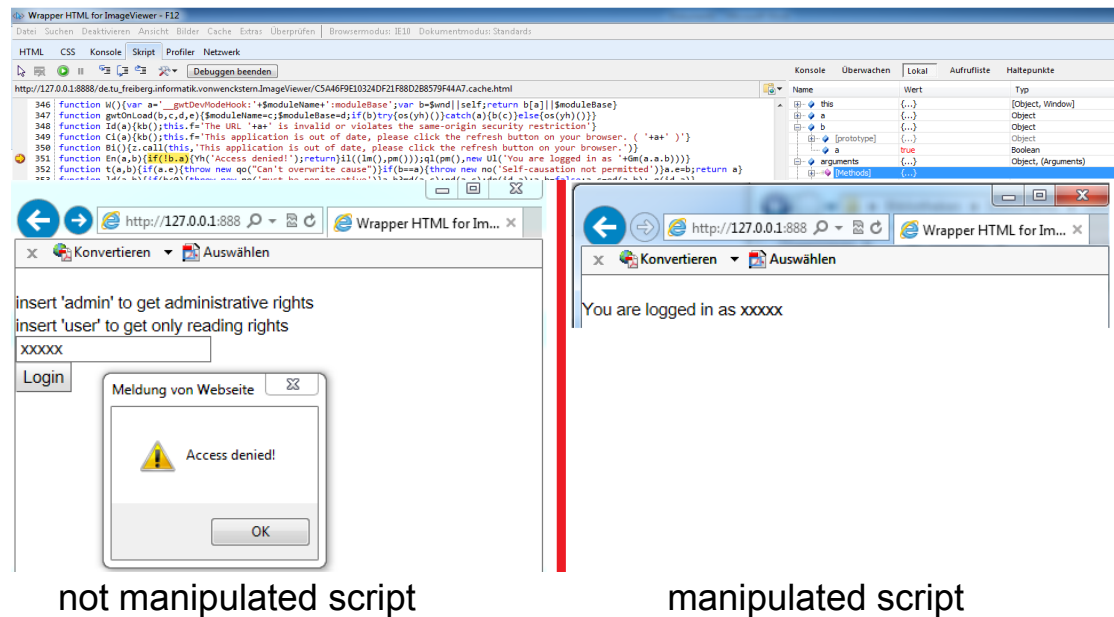 Wrapper HTML for ImageViewer - F12
Datei Suchen Deaktivieren Ansicht Bilder Cache Extras Überprüfen | Browsermodus: IE10 Dokumentmodus: Standards
HTML CSS Konsole Skript Profiler Netzwerk
Debuggen beenden
Konsole Überwachen Lokal Aufrufliste Haltepunkte
http://127.0.0.1:8888/de.tu_freiberg.informatik.vonwenckstern.ImageViewer/C5A46F9E10324DF21F88D2B8579F44A7.cache.html
Name Wert Typ
346 function W(){var a='__gwtDevModeHook:'+$moduleName+':moduleBase';var b=$wnd||self;return b[a]||$moduleBase}
347 function gwtOnLoad(b,c,d,e){$moduleName=c;$moduleBase=d;if(b)try{os(yh)()}catch(a){b(c)}else{os(yh)()}}
348 function Id(a){kb();this.f='The URL '+a+' is invalid or violates the same-origin security restriction'}
349 function Ci(a){kb();this.f='This application is out of date, please click the refresh button on your browser. ( '+a+' )'}
350 function Bi(){z.call(this,'This application is out of date, please click the refresh button on your browser.')}
351 function En(a,b){if(!b.a){Yh('Access denied!');return}il((lm(),pm()));ql(pm(),new Ul('You are logged in as '+Gm(a.a.b)))}
352 function t(a,b){if(a.e){throw new qo("Can't overwrite cause")}if(b==a){throw new no('Self-causation not permitted')}a.e=b;return a}
this {...} [Object, Window]
a {...} Object
b {...} Object
[prototype] {...} Object
a true Boolean
arguments {...} Object, (Arguments)
[Methods] {...}
http://127.0.0.1:888
Wrapper HTML for Im...
x Konvertieren Auswählen
insert 'admin' to get administrative rights
insert 'user' to get only reading rights
xxxxx
Login
Meldung von Webseite
Access denied!
OK
http://127.0.0.1:888
Wrapper HTML for Im...
x Konvertieren Auswählen
You are logged in as xxxxx
not manipulated script
manipulated script